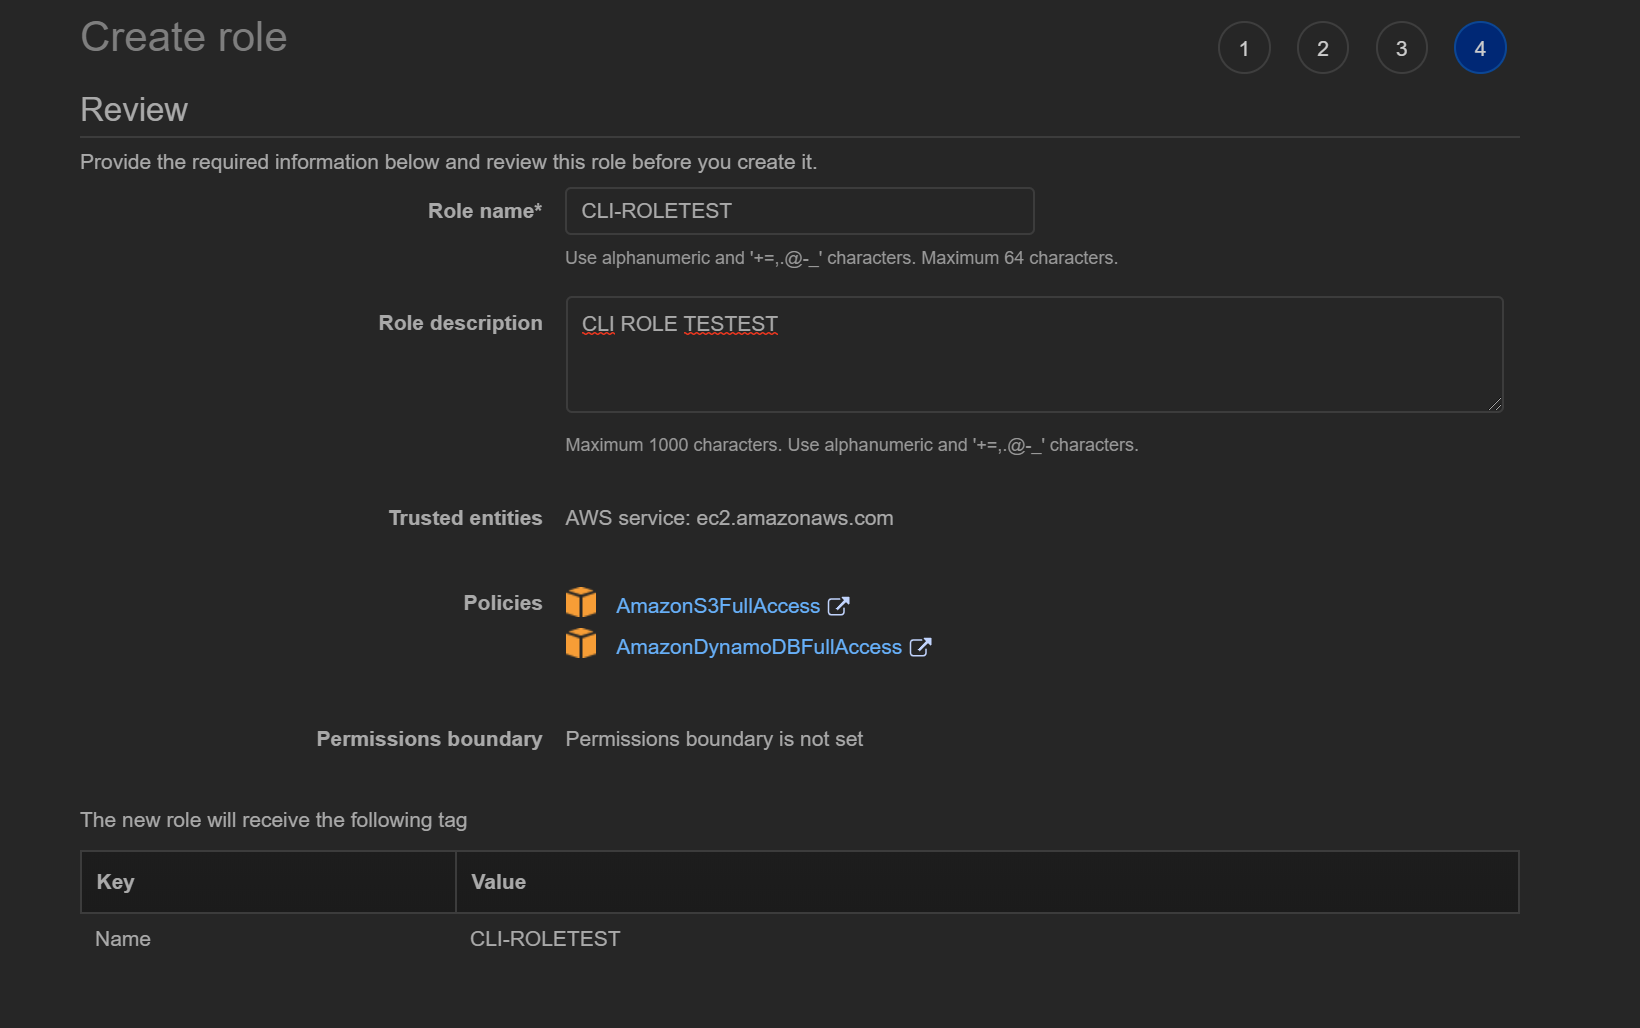 Create role
1 2 3 4
Review
Provide the required information below and review this role before you create it.
Role name* CLI-ROLETEST
Use alphanumeric and '+=,.@-_' characters. Maximum 64 characters.
Role description CLI ROLE TESTEST
Maximum 1000 characters. Use alphanumeric and '+=,.@-_' characters.
Trusted entities AWS service: ec2.amazonaws.com
Policies AmazonS3FullAccess
AmazonDynamoDBFullAccess
Permissions boundary Permissions boundary is not set
The new role will receive the following tag
Key Value
Name CLI-ROLETEST